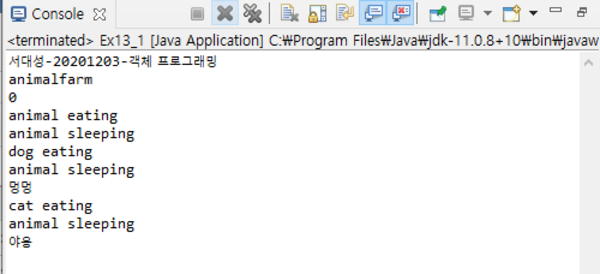 Console
<terminated> Ex13_1 [Java Application] C:₩Program Files₩Java₩jdk-11.0.8+10₩bin₩javaw
서대성-20201203-객체 프로그래밍
animalfarm
0
animal eating
animal sleeping
dog eating
animal sleeping
멍멍
cat eating
animal sleeping
야옹